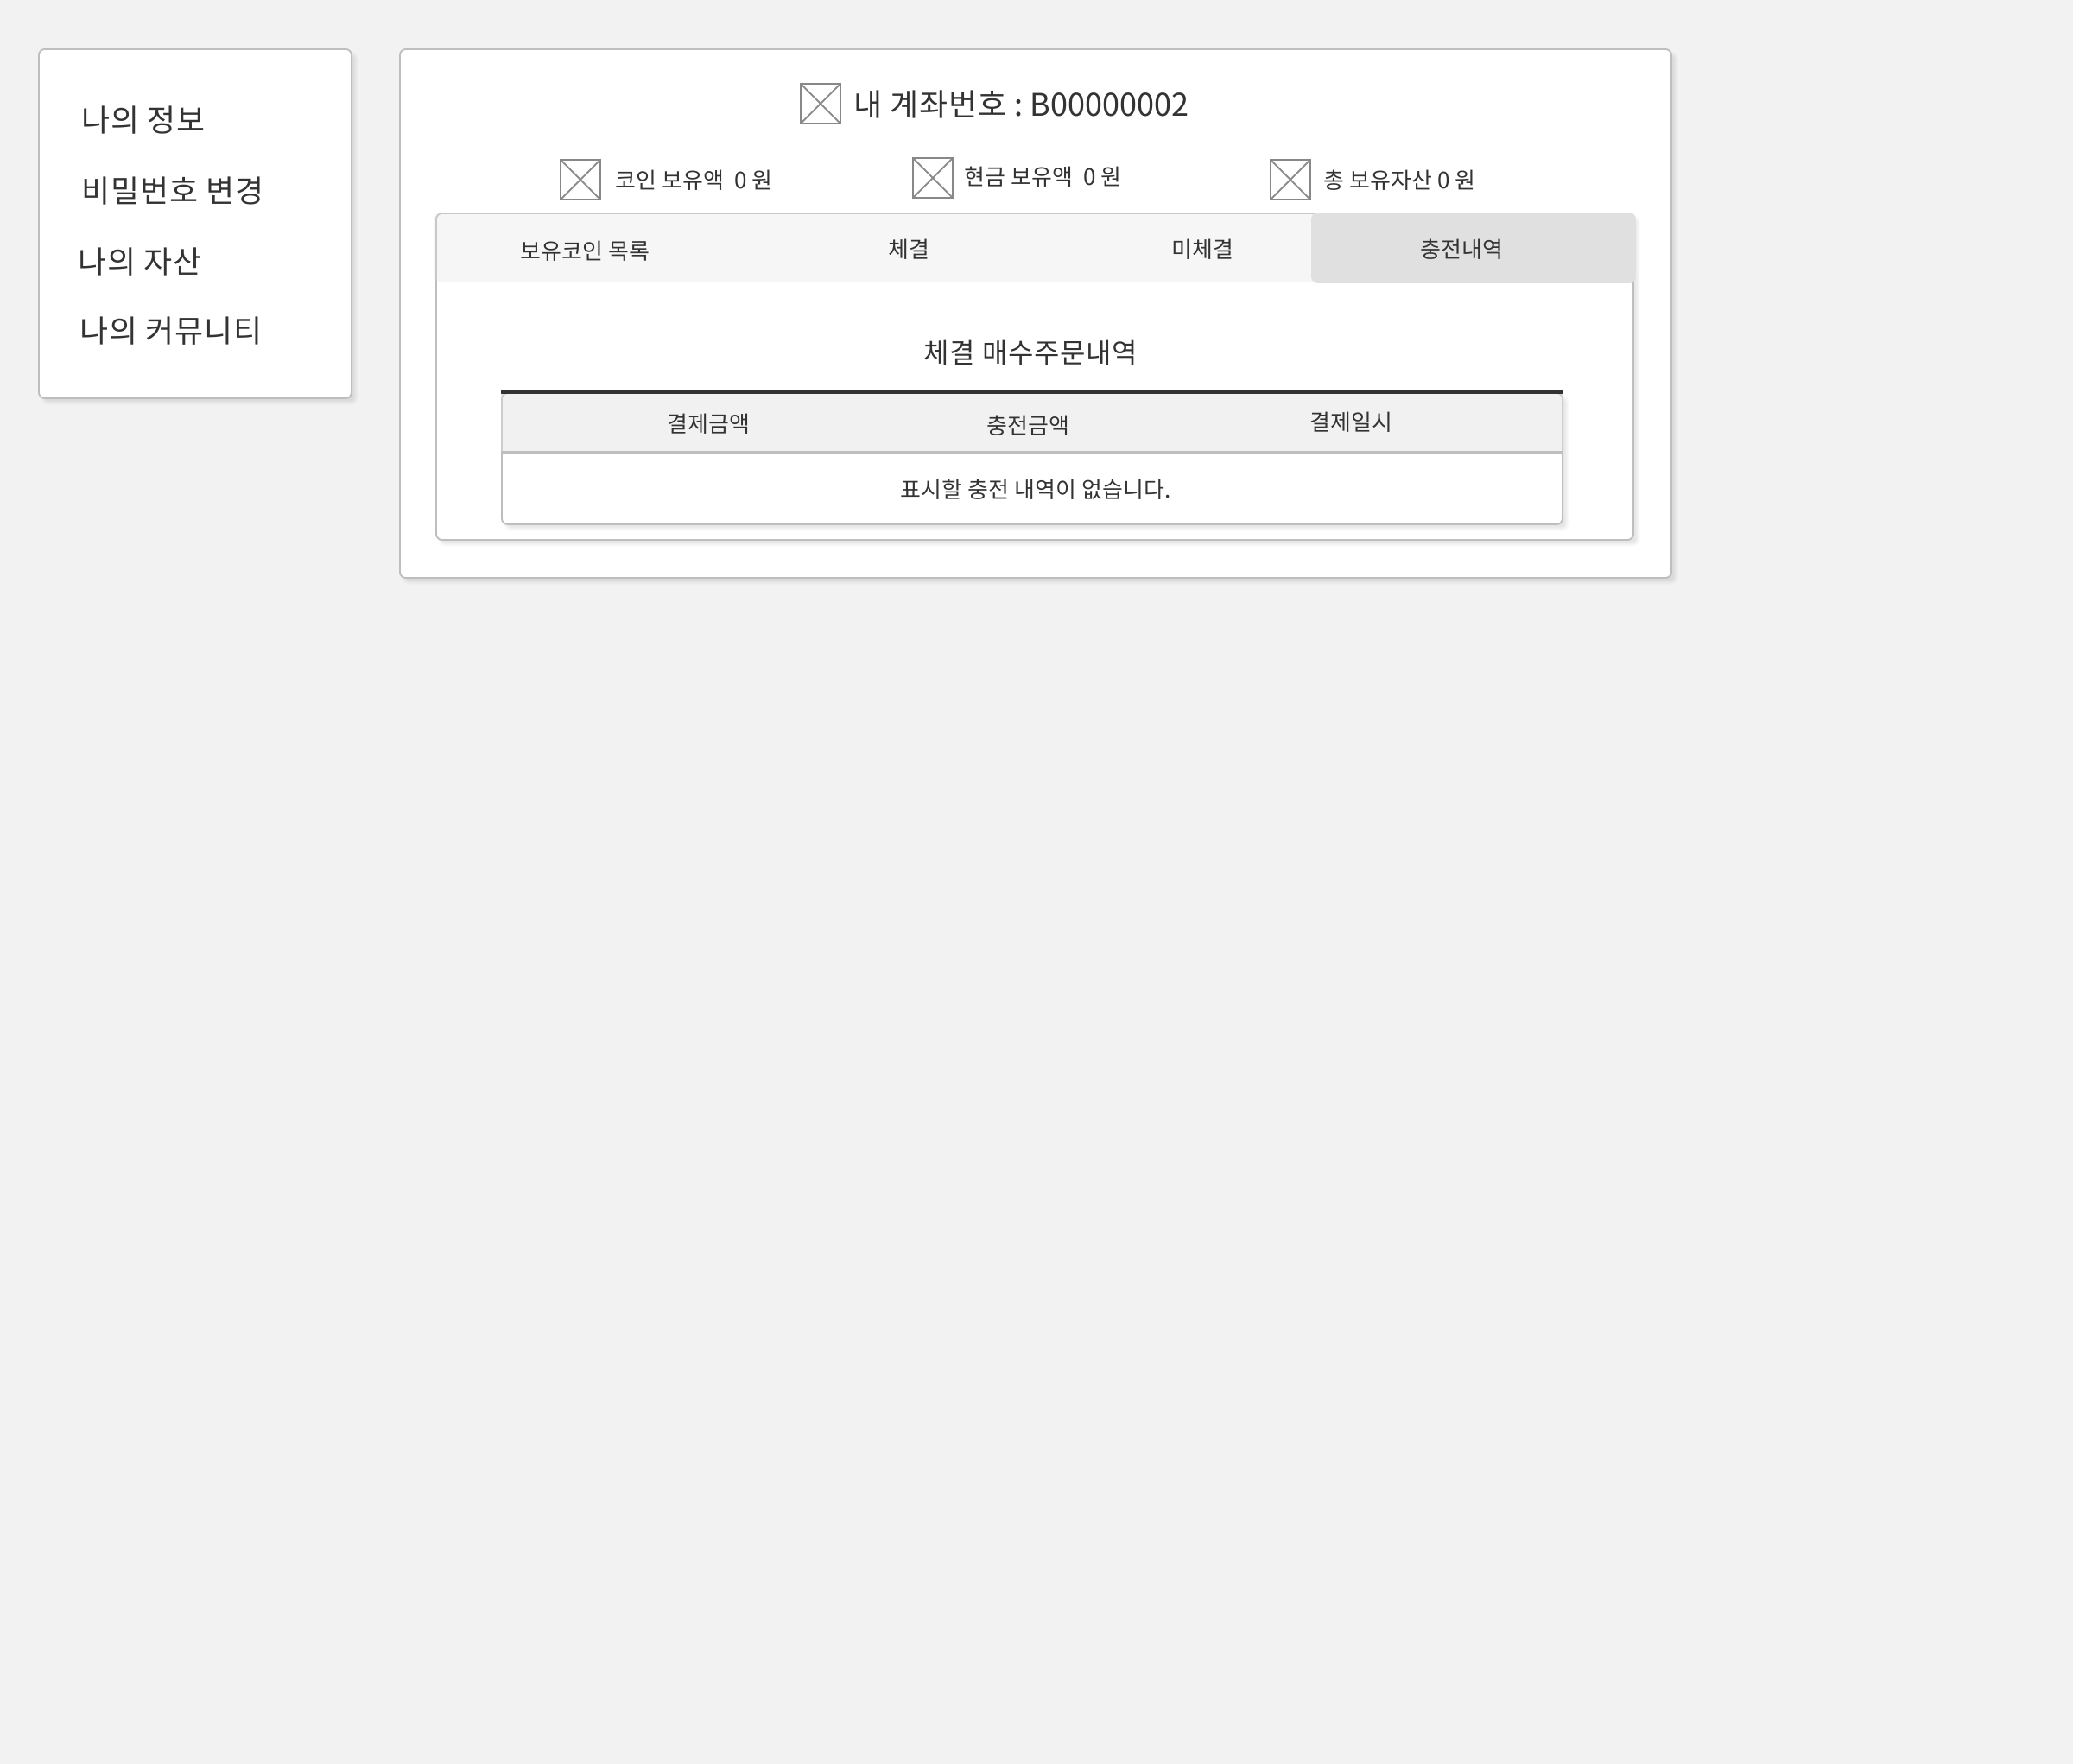 나의 정보
비밀번호 변경
나의 자산
나의 커뮤니티
내 계좌번호 : B00000002
코인 보유액 0 원
현금 보유액 0 원
총 보유자산 0 원
보유코인 목록
체결
미체결
충전내역
체결 매수주문내역
결제금액
충전금액
결제일시
표시할 충전 내역이 없습니다.